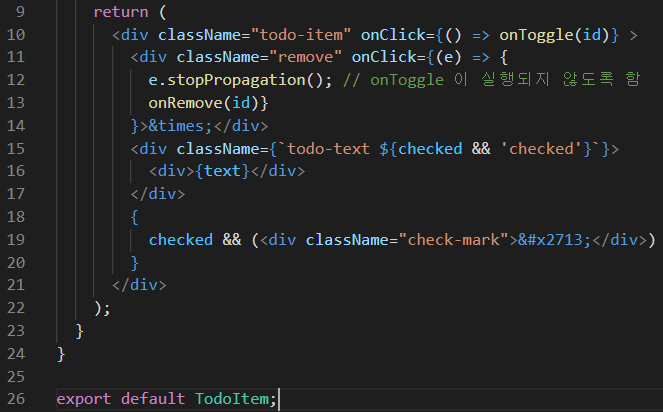 9 return (
10 <div className="todo-item" onClick={() => onToggle(id)} >
11 <div className="remove" onClick={(e) => {
12 e.stopPropagation(); // onToggle 이 실행되지 않도록 함
13 onRemove(id)}
14 }>&times;</div>
15 <div className={`todo-text ${checked && 'checked'}`}>
16 <div>{text}</div>
17 </div>
18 {
19 checked && (<div className="check-mark">&#x2713;</div>)
20 }
21 </div>
22 );
23 }
24 }
25
26 export default TodoItem;